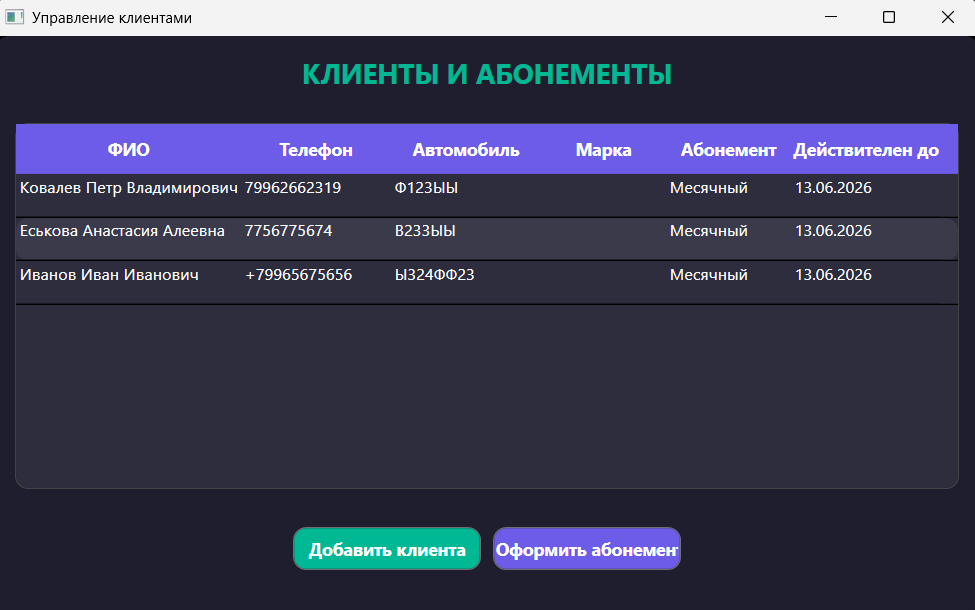 Управление клиентами
КЛИЕНТЫ И АБОНЕМЕНТЫ
ФИО Телефон Автомобиль Марка Абонемент Действителен до
Ковалев Петр Владимирович 79962662319 Ф123ЫЫ Месячный 13.06.2026
Еськова Анастасия Алеевна 7756775674 В233ЫЫ Месячный 13.06.2026
Иванов Иван Иванович +79965675656 Ы324ФФ23 Месячный 13.06.2026
Добавить клиента Оформить абонемен